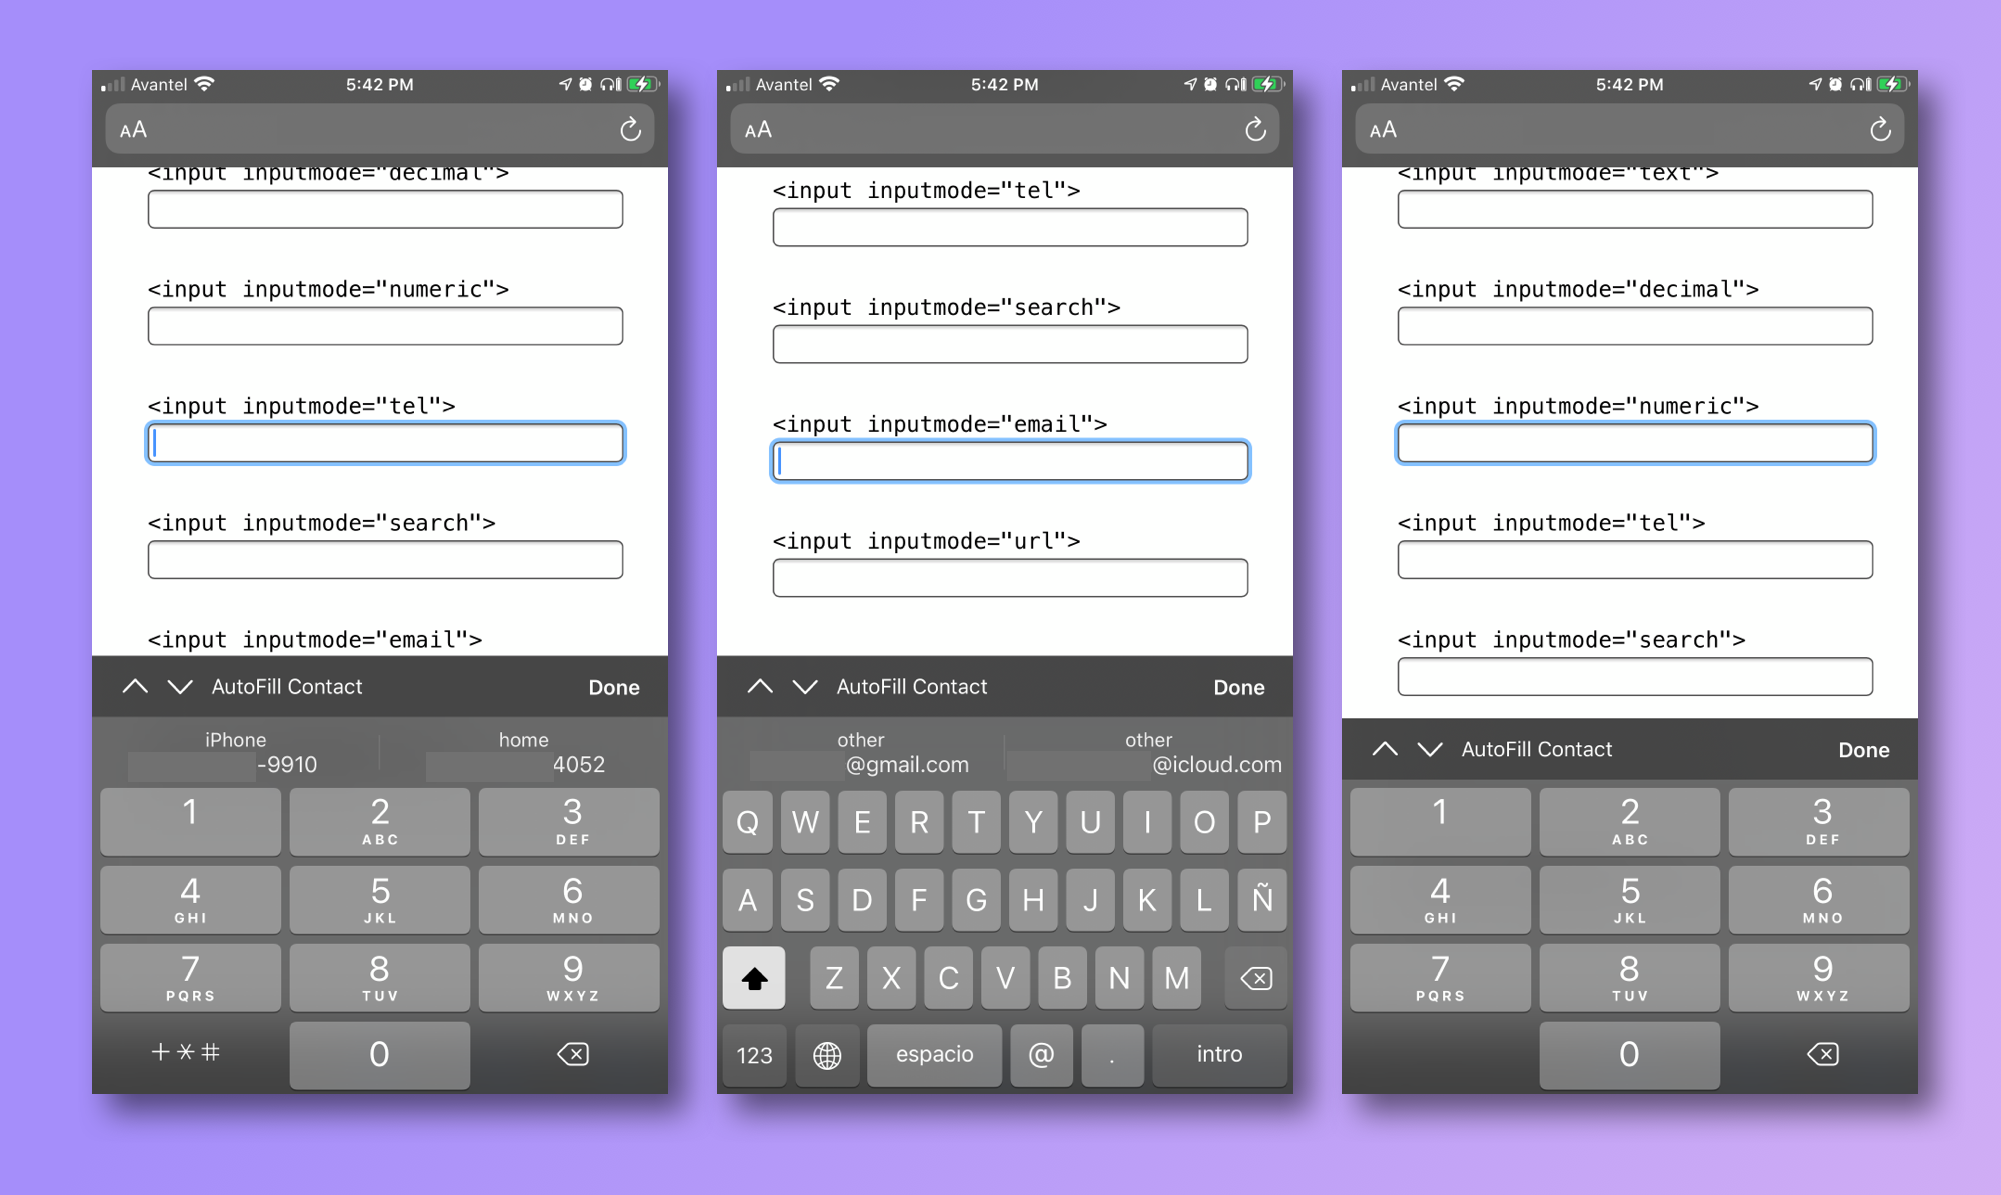 Avantel 5:42 PM
AA
<input inputmode="decimal">
<input inputmode="numeric">
<input inputmode="tel">
<input inputmode="search">
<input inputmode="email">
AutoFill Contact Done
iPhone home
-9910 4052
1 2 3
ABC DEF
4 5 6
GHI JKL MNO
7 8 9
PQRS TUV WXYZ
+*# 0
Avantel 5:42 PM
AA
<input inputmode="tel">
<input inputmode="search">
<input inputmode="email">
<input inputmode="url">
AutoFill Contact Done
other other
@gmail.com @icloud.com
Q W E R T Y U I O P
A S D F G H J K L Ñ
Z X C V B N M
123 espacio @ . intro
Avantel 5:42 PM
AA
<input inputmode="text">
<input inputmode="decimal">
<input inputmode="numeric">
<input inputmode="tel">
<input inputmode="search">
AutoFill Contact Done
1 2 3
ABC DEF
4 5 6
GHI JKL MNO
7 8 9
PQRS TUV WXYZ
0